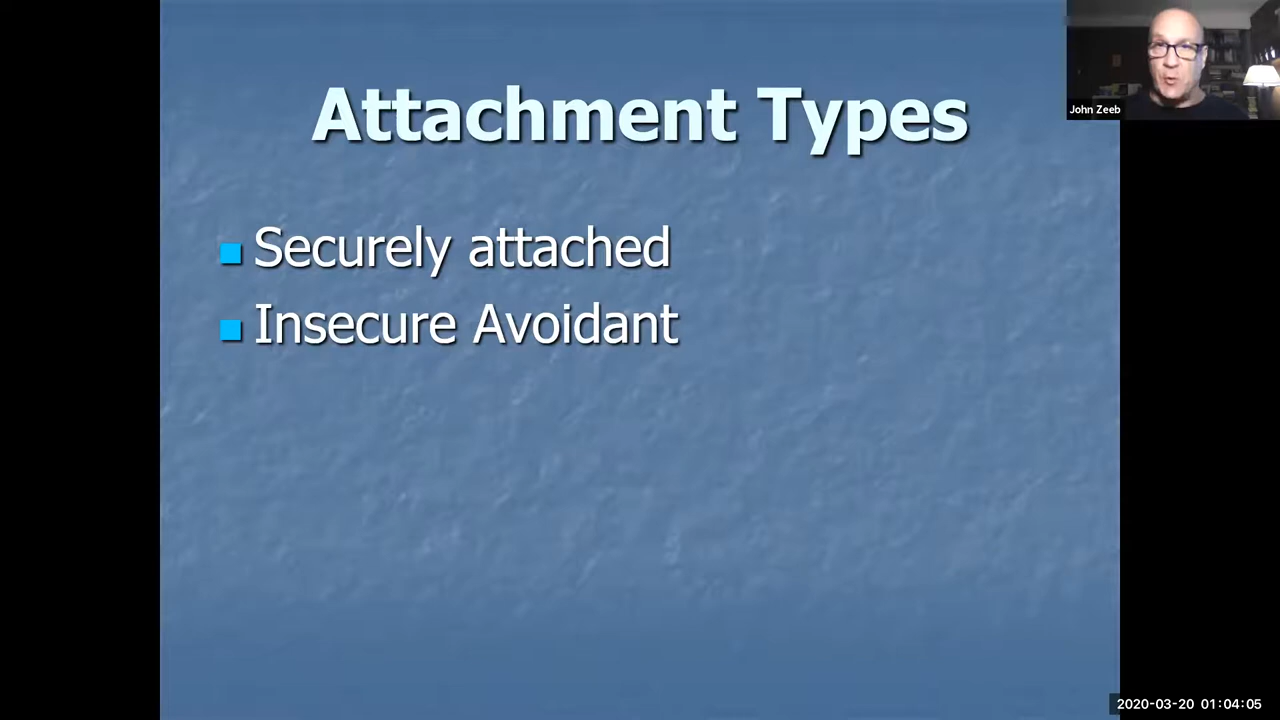 Attachment Types
Securely attached
Insecure Avoidant
John Zeeb
2020-03-20 01:04:05